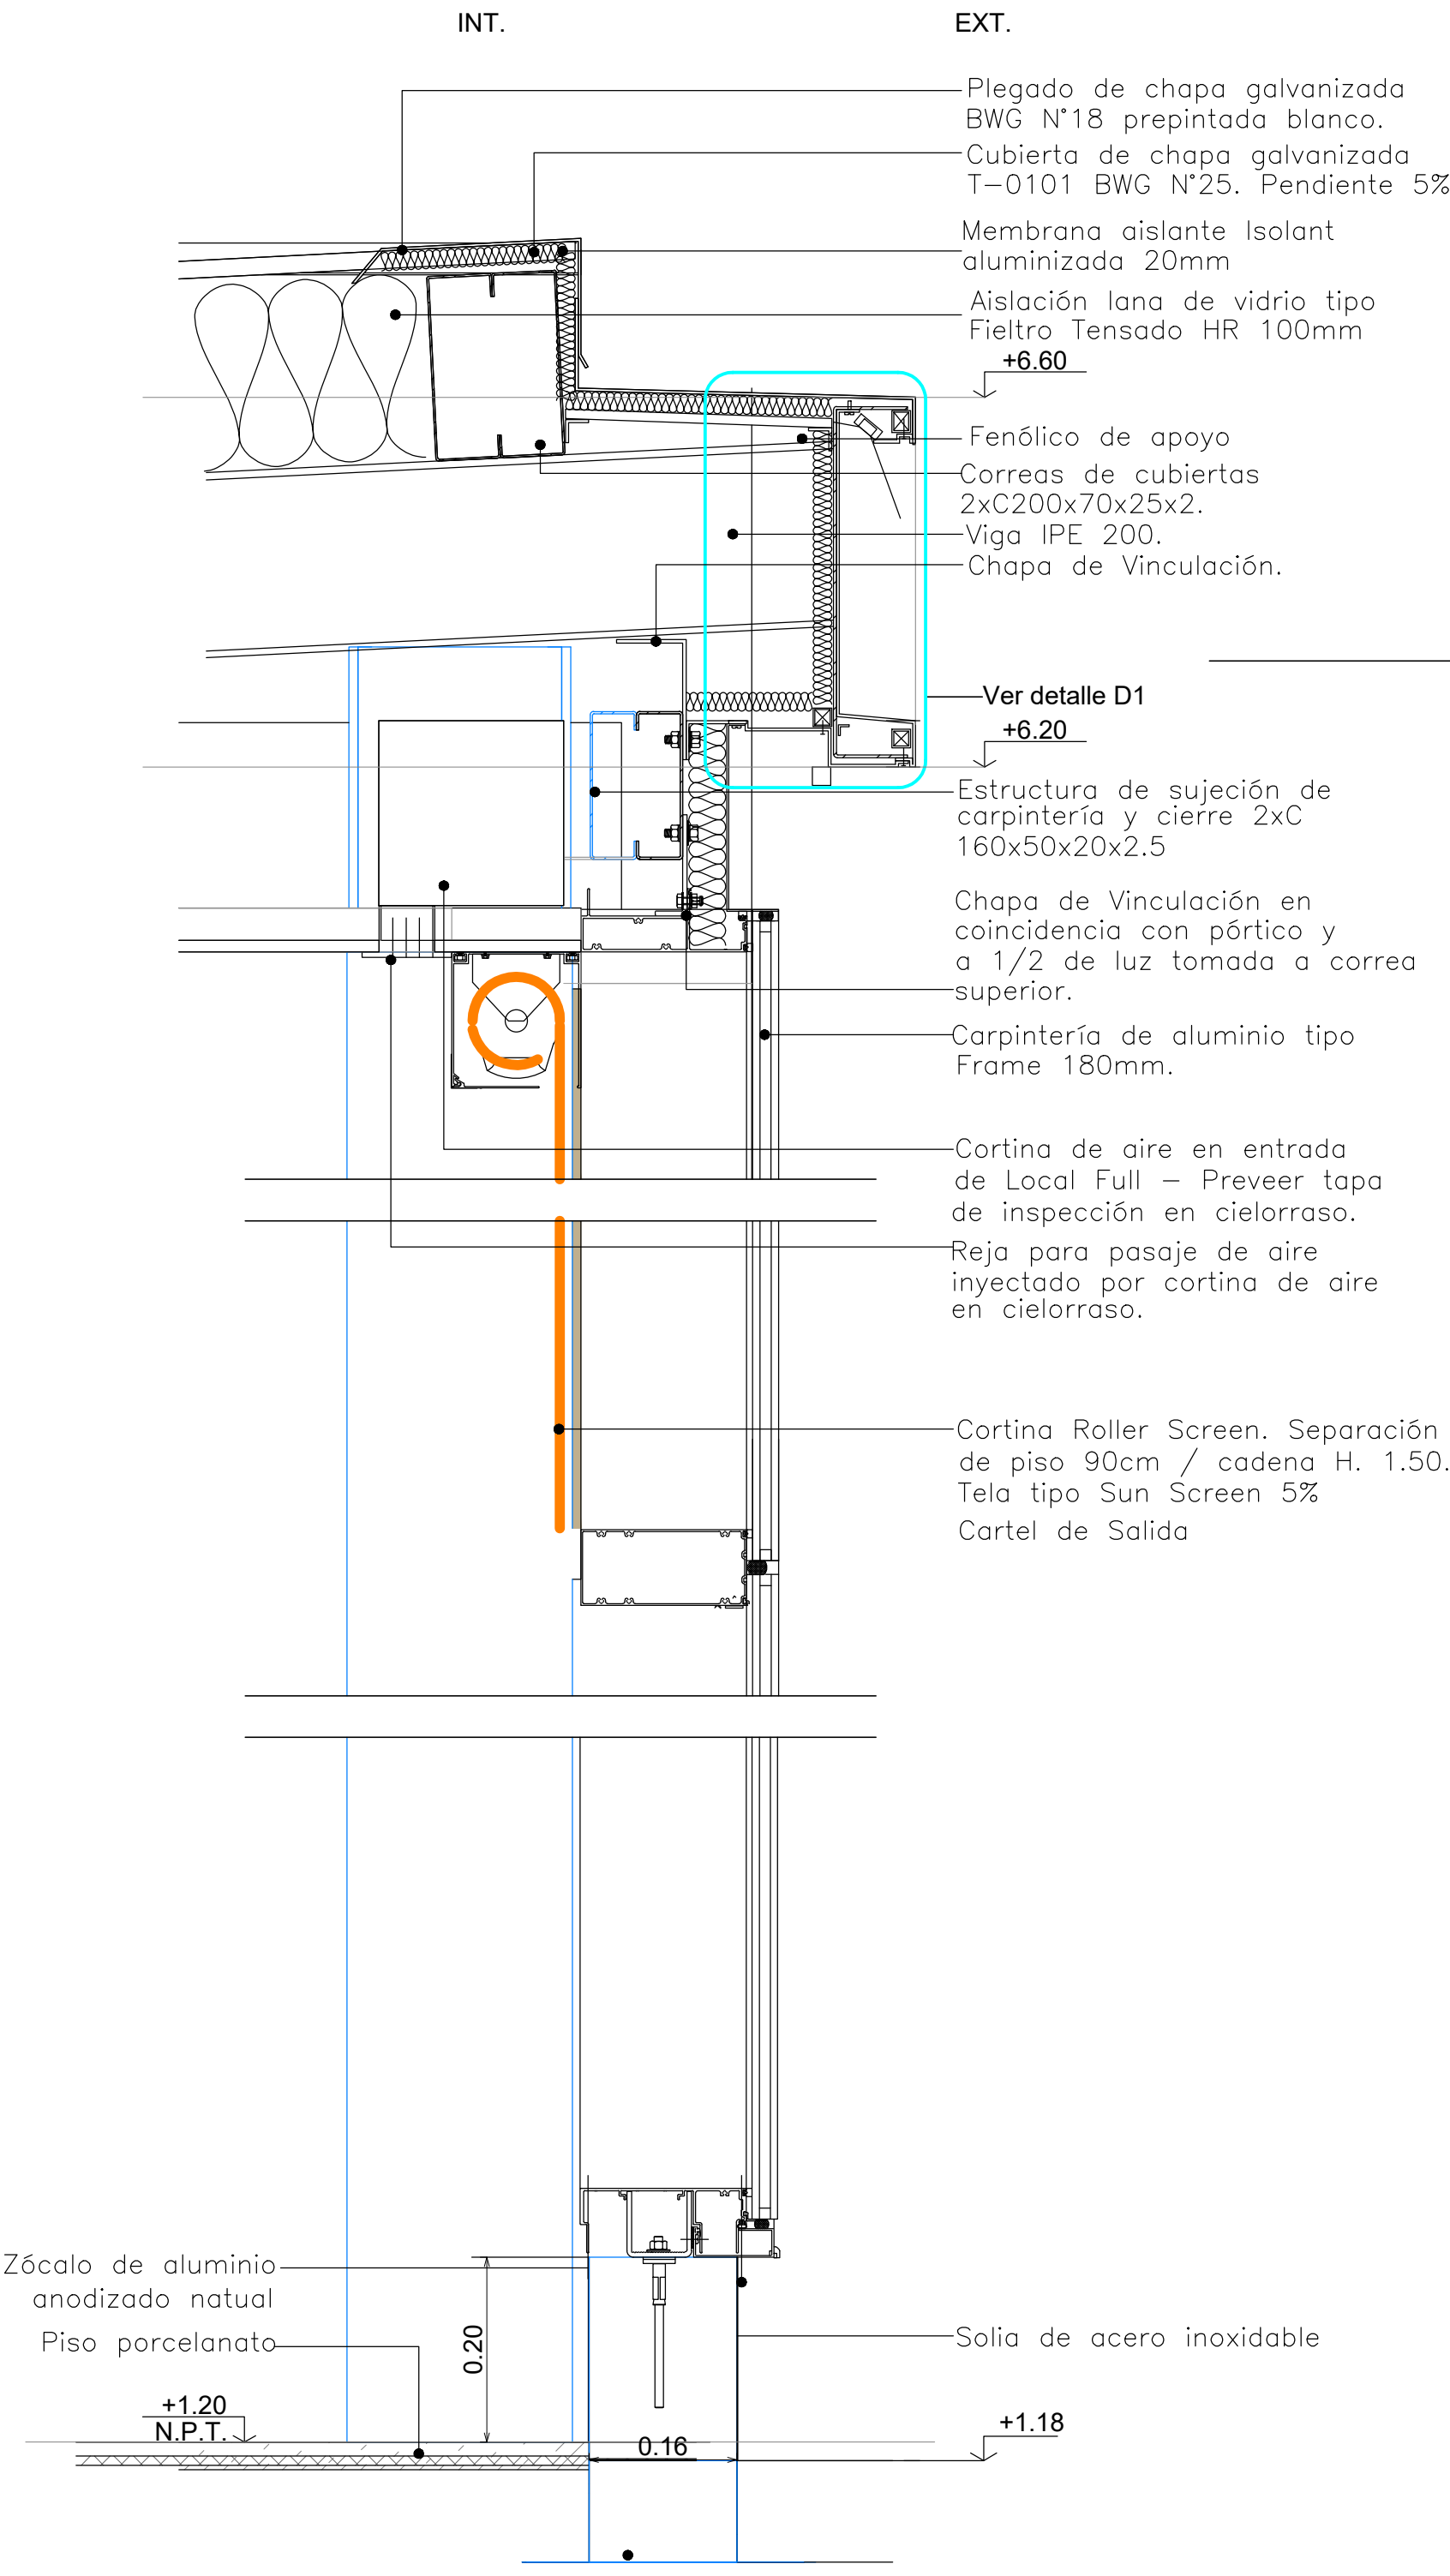 INT.
EXT.
Plegado de chapa galvanizada
BWG N°18 prepintada blanco.
Cubierta de chapa galvanizada
T-0101 BWG N°25. Pendiente 5%
Membrana aislante Isolant
aluminizada 20mm
Aislación lana de vidrio tipo
Fieltro Tensado HR 100mm
+6.60
Fenólico de apoyo
Correas de cubiertas
2xC200x70x25x2.
Viga IPE 200.
Chapa de Vinculación.
Ver detalle D1
+6.20
Estructura de sujeción de
carpintería y cierre 2xC
160x50x20x2.5
Chapa de Vinculación en
coincidencia con pórtico y
a 1/2 de luz tomada a correa
superior.
Carpintería de aluminio tipo
Frame 180mm.
Cortina de aire en entrada
de Local Full – Preveer tapa
de inspección en cielorraso.
Reja para pasaje de aire
inyectado por cortina de aire
en cielorraso.
Cortina Roller Screen. Separación
de piso 90cm / cadena H. 1.50.
Tela tipo Sun Screen 5%
Cartel de Salida
Zócalo de aluminio
anodizado natual
Piso porcelanato
0.20
Solia de acero inoxidable
+1.20
N.P.T.
0.16
+1.18